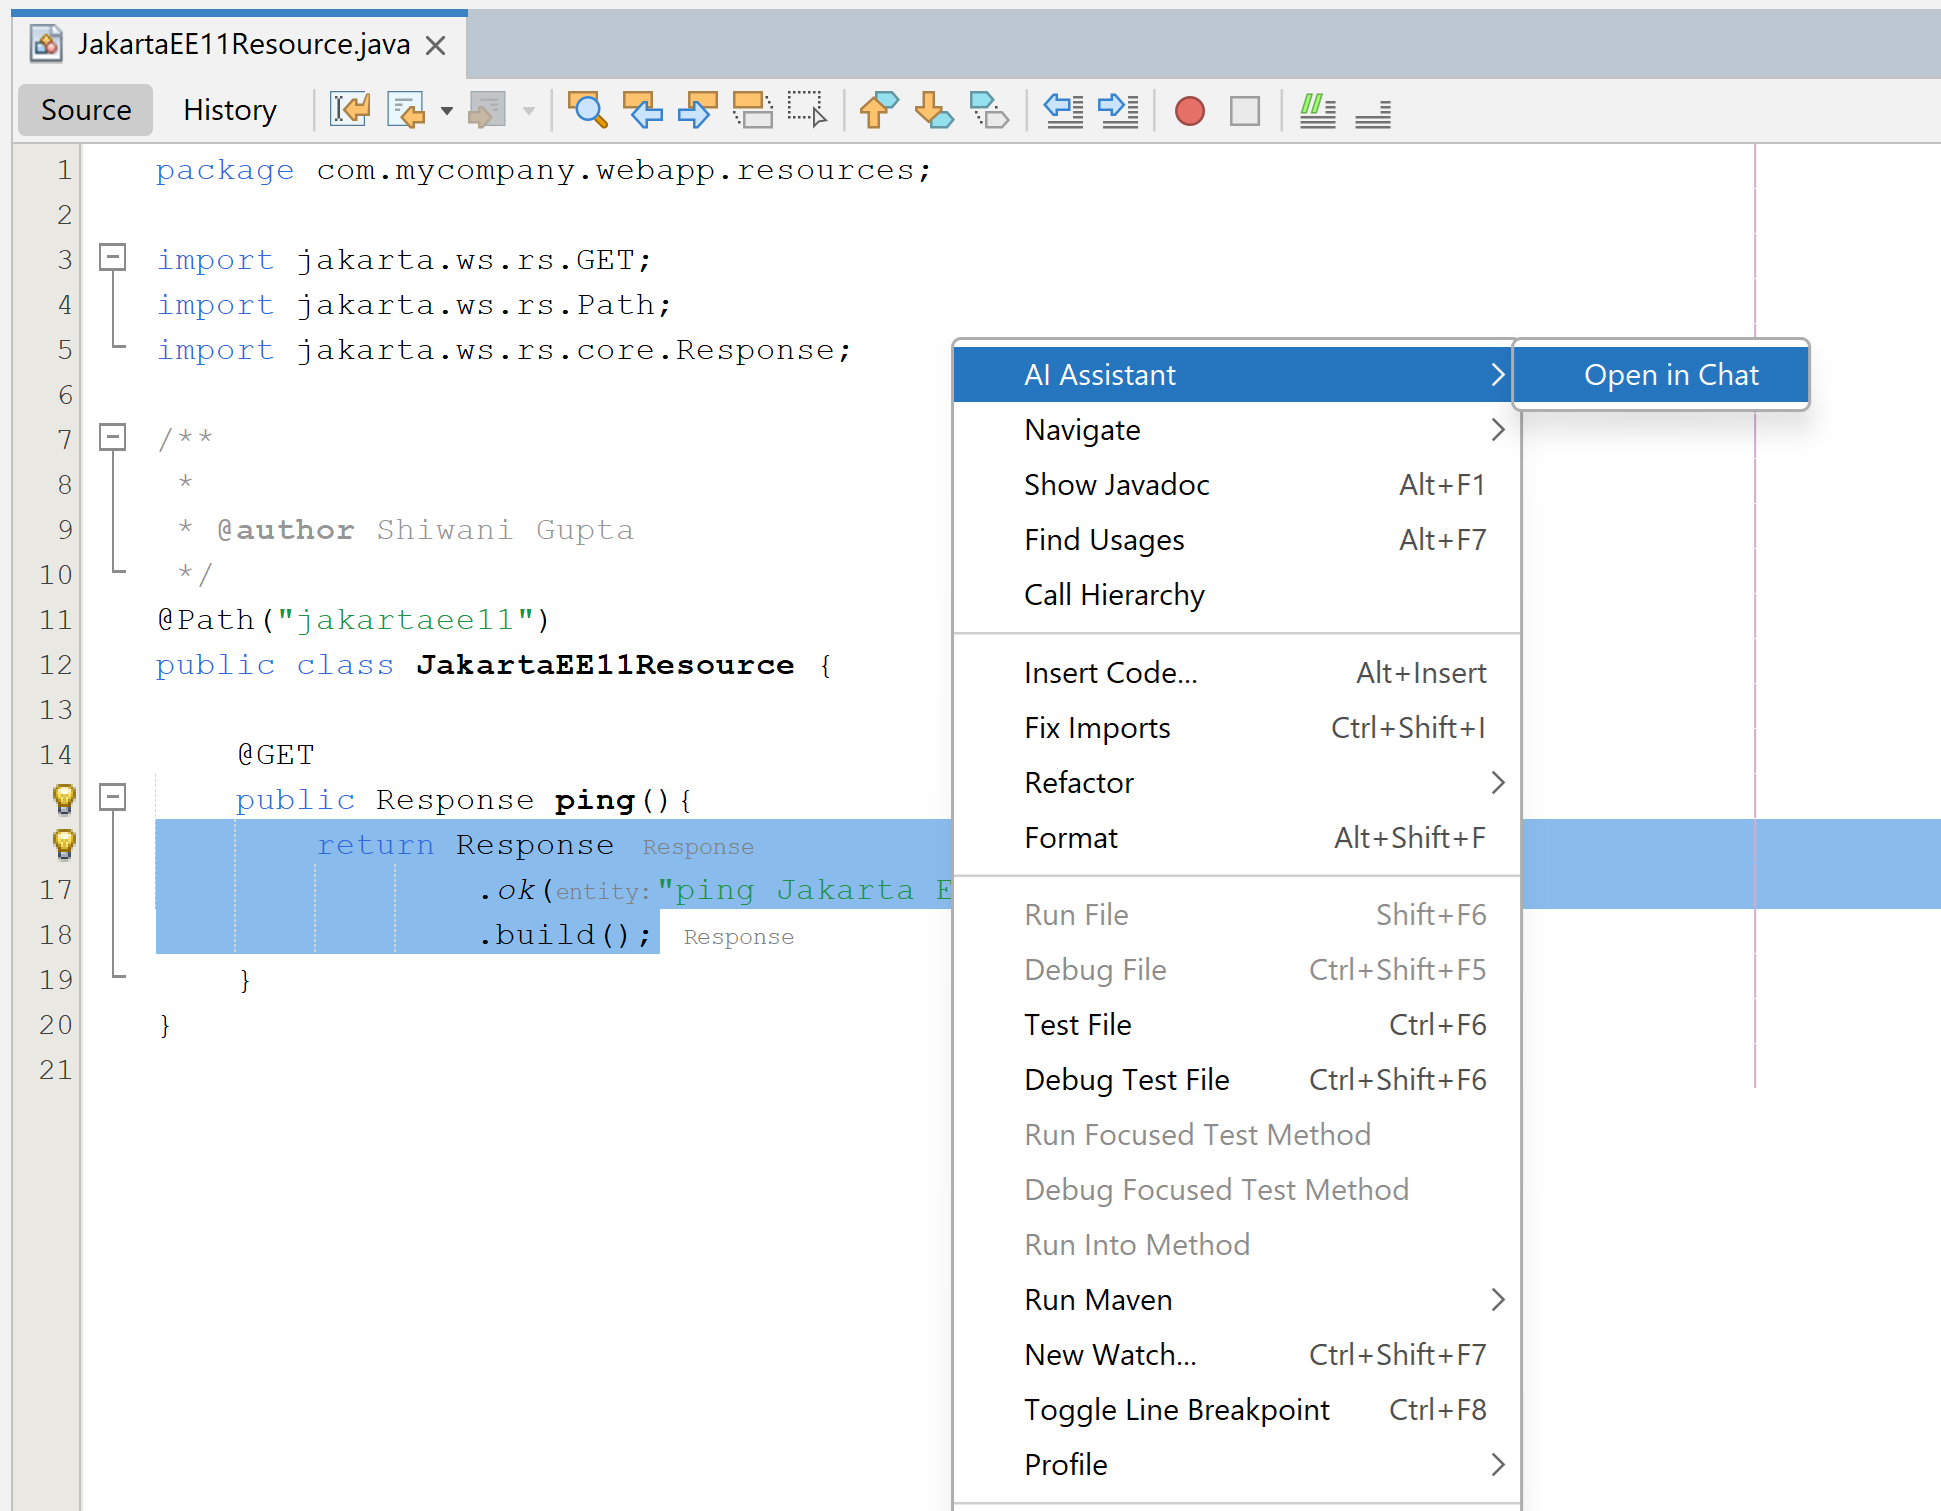 JakartaEE11Resource.java
Source History
1 package com.mycompany.webapp.resources;
2
3 import jakarta.ws.rs.GET;
4 import jakarta.ws.rs.Path;
5 import jakarta.ws.rs.core.Response;
6
7 /**
8 *
9 * @author Shiwani Gupta
10 */
11 @Path("jakartaee11")
12 public class JakartaEE11Resource {
13
14 @GET
public Response ping(){
return Response Response
17 .ok(entity:"ping Jakarta E
18 .build(); Response
19 }
20 }
21
AI Assistant
Open in Chat
Navigate
Show Javadoc Alt+F1
Find Usages Alt+F7
Call Hierarchy
Insert Code... Alt+Insert
Fix Imports Ctrl+Shift+I
Refactor
Format Alt+Shift+F
Run File Shift+F6
Debug File Ctrl+Shift+F5
Test File Ctrl+F6
Debug Test File Ctrl+Shift+F6
Run Focused Test Method
Debug Focused Test Method
Run Into Method
Run Maven
New Watch... Ctrl+Shift+F7
Toggle Line Breakpoint Ctrl+F8
Profile